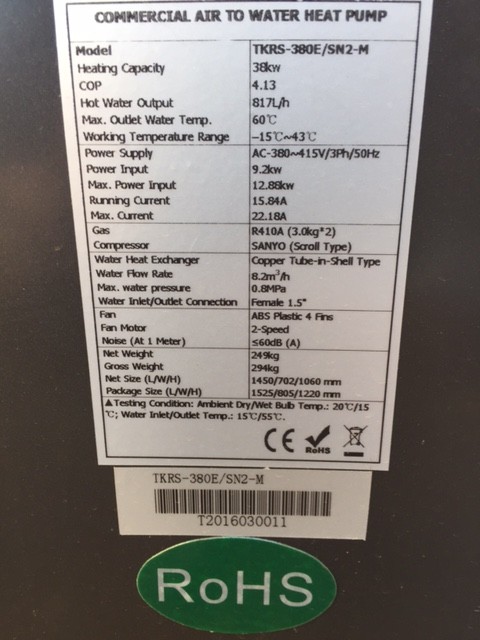 COMMERCIAL AIR TO WATER HEAT PUMP
Model TKRS-380E/SN2-M
Heating Capacity 38kw
COP 4.13
Hot Water Output 817L/h
Max. Outlet Water Temp. 60℃
Working Temperature Range -15℃~43℃
Power Supply AC-380~415V/3Ph/50Hz
Power Input 9.2kw
Max. Power Input 12.88kw
Running Current 15.84A
Max. Current 22.18A
Gas R410A (3.0kg*2)
Compressor SANYO (Scroll Type)
Water Heat Exchanger Copper Tube-in-Shell Type
Water Flow Rate 8.2m³/h
Max. water pressure 0.8MPa
Water Inlet/Outlet Connection Female 1.5"
Fan ABS Plastic 4 Fins
Fan Motor 2-Speed
Noise (At 1 Meter) ≤60dB (A)
Net Weight 249kg
Gross Weight 294kg
Net Size (L/W/H) 1450/702/1060 mm
Package Size (L/W/H) 1525/805/1220 mm
▲Testing Condition: Ambient Dry/Wet Bulb Temp.: 20℃/15
℃; Water Inlet/Outlet Temp.: 15℃/55℃.
CE RoHS
TKRS-380E/SN2-M
T2016030011
RoHS